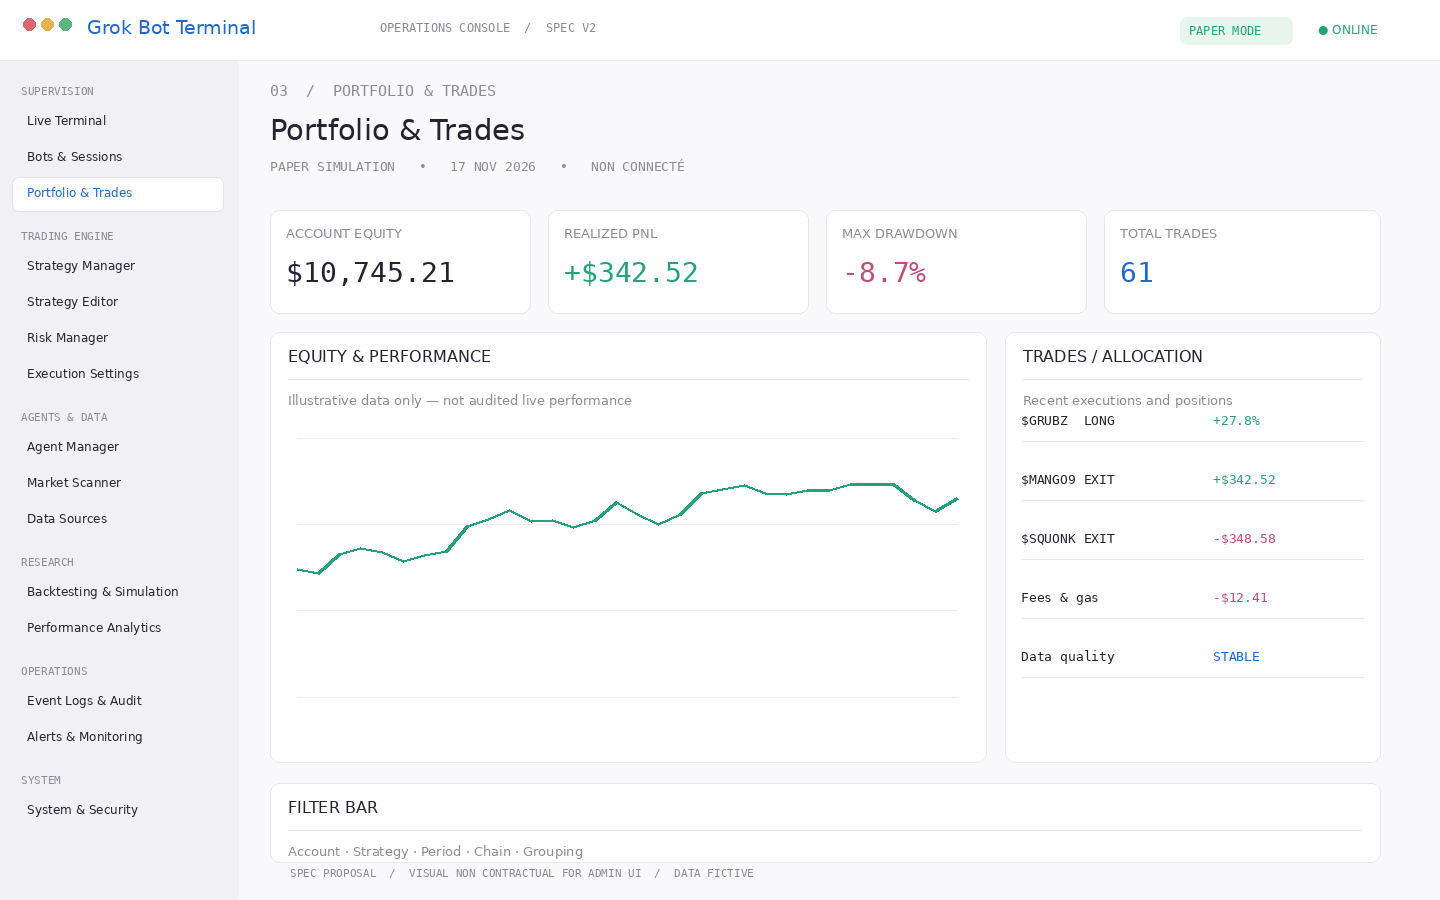 Grok Bot Terminal
OPERATIONS CONSOLE / SPEC V2
PAPER MODE
● ONLINE
SUPERVISION
Live Terminal
Bots & Sessions
Portfolio & Trades
TRADING ENGINE
Strategy Manager
Strategy Editor
Risk Manager
Execution Settings
AGENTS & DATA
Agent Manager
Market Scanner
Data Sources
RESEARCH
Backtesting & Simulation
Performance Analytics
OPERATIONS
Event Logs & Audit
Alerts & Monitoring
SYSTEM
System & Security
03 / PORTFOLIO & TRADES
Portfolio & Trades
PAPER SIMULATION • 17 NOV 2026 • NON CONNECTÉ
ACCOUNT EQUITY
$10,745.21
REALIZED PNL
+$342.52
MAX DRAWDOWN
-8.7%
TOTAL TRADES
61
EQUITY & PERFORMANCE
Illustrative data only — not audited live performance
TRADES / ALLOCATION
Recent executions and positions
$GRUBZ LONG +27.8%
$MANGO9 EXIT +$342.52
$SQUONK EXIT -$348.58
Fees & gas -$12.41
Data quality STABLE
FILTER BAR
Account · Strategy · Period · Chain · Grouping
SPEC PROPOSAL / VISUAL NON CONTRACTUAL FOR ADMIN UI / DATA FICTIVE